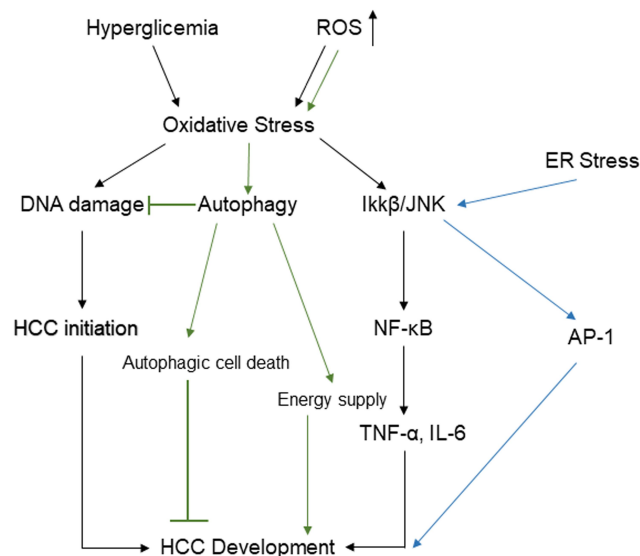 Hyperglicemia
ROS
Oxidative Stress
ER Stress
DNA damage
Autophagy
Ikkβ/JNK
HCC initiation
NF-κB
AP-1
Autophagic cell death
Energy supply
TNF-α, IL-6
HCC Development